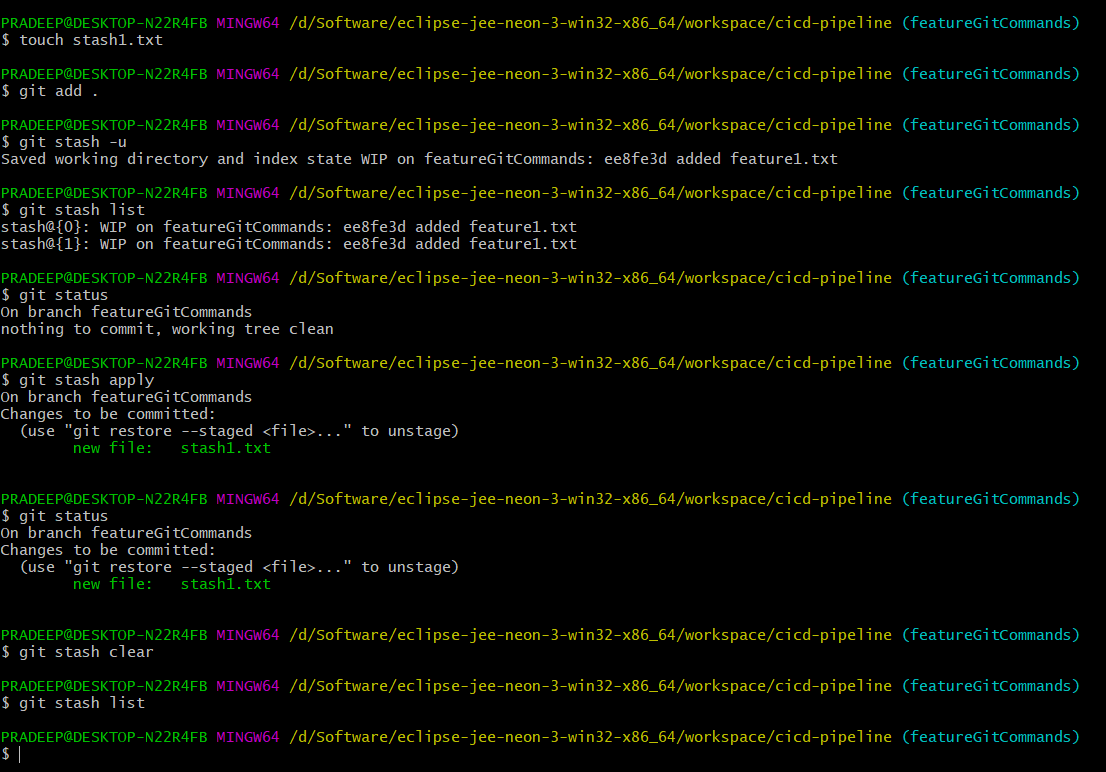 PRADEEP@DESKTOP-N22R4FB MINGW64 /d/Software/eclipse-jee-neon-3-win32-x86_64/workspace/cicd-pipeline (featureGitCommands)
$ touch stash1.txt
PRADEEP@DESKTOP-N22R4FB MINGW64 /d/Software/eclipse-jee-neon-3-win32-x86_64/workspace/cicd-pipeline (featureGitCommands)
$ git add .
PRADEEP@DESKTOP-N22R4FB MINGW64 /d/Software/eclipse-jee-neon-3-win32-x86_64/workspace/cicd-pipeline (featureGitCommands)
$ git stash -u
Saved working directory and index state WIP on featureGitCommands: ee8fe3d added feature1.txt
PRADEEP@DESKTOP-N22R4FB MINGW64 /d/Software/eclipse-jee-neon-3-win32-x86_64/workspace/cicd-pipeline (featureGitCommands)
$ git stash list
stash@{0}: WIP on featureGitCommands: ee8fe3d added feature1.txt
stash@{1}: WIP on featureGitCommands: ee8fe3d added feature1.txt
PRADEEP@DESKTOP-N22R4FB MINGW64 /d/Software/eclipse-jee-neon-3-win32-x86_64/workspace/cicd-pipeline (featureGitCommands)
$ git status
On branch featureGitCommands
nothing to commit, working tree clean
PRADEEP@DESKTOP-N22R4FB MINGW64 /d/Software/eclipse-jee-neon-3-win32-x86_64/workspace/cicd-pipeline (featureGitCommands)
$ git stash apply
On branch featureGitCommands
Changes to be committed:
  (use "git restore --staged <file>..." to unstage)
        new file:   stash1.txt
PRADEEP@DESKTOP-N22R4FB MINGW64 /d/Software/eclipse-jee-neon-3-win32-x86_64/workspace/cicd-pipeline (featureGitCommands)
$ git status
On branch featureGitCommands
Changes to be committed:
  (use "git restore --staged <file>..." to unstage)
        new file:   stash1.txt
PRADEEP@DESKTOP-N22R4FB MINGW64 /d/Software/eclipse-jee-neon-3-win32-x86_64/workspace/cicd-pipeline (featureGitCommands)
$ git stash clear
PRADEEP@DESKTOP-N22R4FB MINGW64 /d/Software/eclipse-jee-neon-3-win32-x86_64/workspace/cicd-pipeline (featureGitCommands)
$ git stash list
PRADEEP@DESKTOP-N22R4FB MINGW64 /d/Software/eclipse-jee-neon-3-win32-x86_64/workspace/cicd-pipeline (featureGitCommands)
$